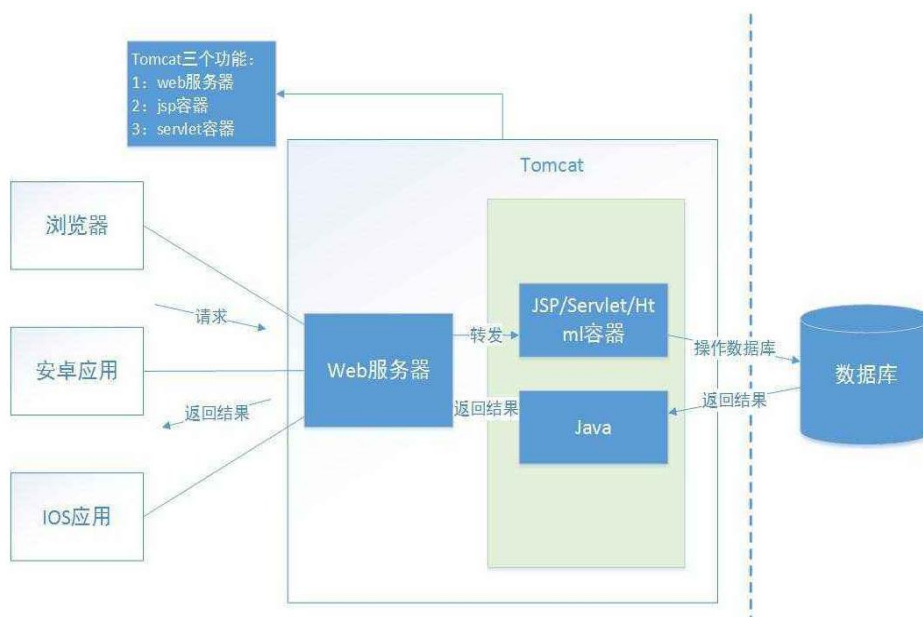 Tomcat三个功能：
1：web服务器
2：jsp容器
3：servlet容器
Tomcat
浏览器
请求
安卓应用
返回结果
IOS应用
Web服务器
转发
返回结果
JSP/Servlet/Ht
ml容器
Java
操作数据库
返回结果
数据库